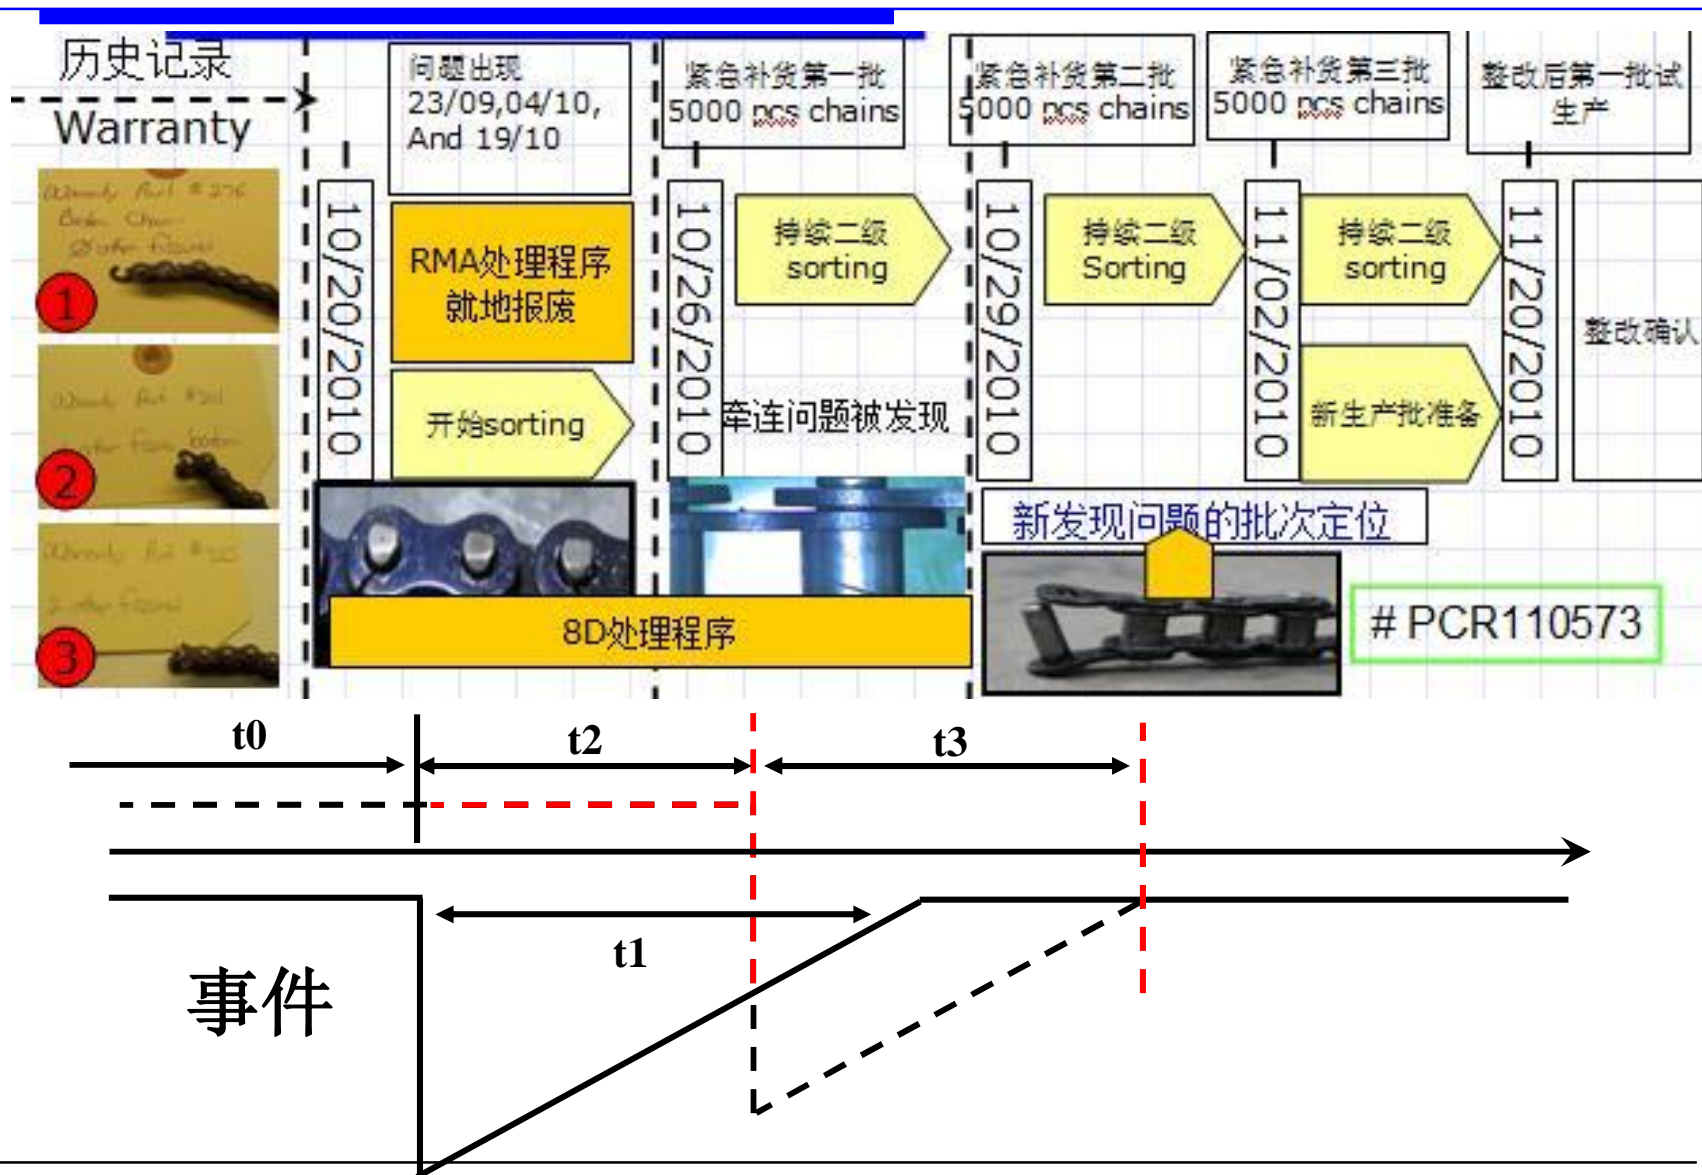 历史记录
Warranty
问题出现
23/09,04/10,
And 19/10
紧急补货第一批
5000 pcs chains
紧急补货第二批
5000 pcs chains
紧急补货第三批
5000 pcs chains
整改后第一批试
生产
Warranty Part # 276
1
2
3
10/20/2010
RMA处理程序
就地报废
开始sorting
10/26/2010
持续二级
sorting
牵连问题被发现
10/29/2010
持续二级
Sorting
11/02/2010
持续二级
sorting
新生产批准备
11/20/2010
整改确认
8D处理程序
新发现问题的批次定位
# PCR110573
t0
t2
t3
t1
事件